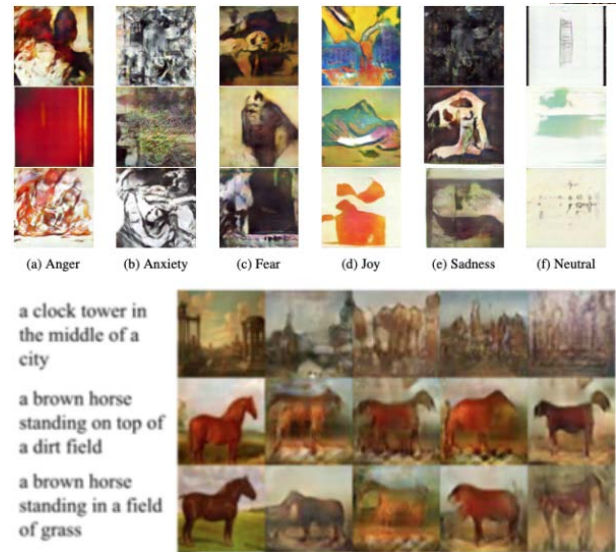 (a) Anger
(b) Anxiety
(c) Fear
(d) Joy
(e) Sadness
(f) Neutral
a clock tower in
the middle of a
city
a brown horse
standing on top of
a dirt field
a brown horse
standing in a field
of grass